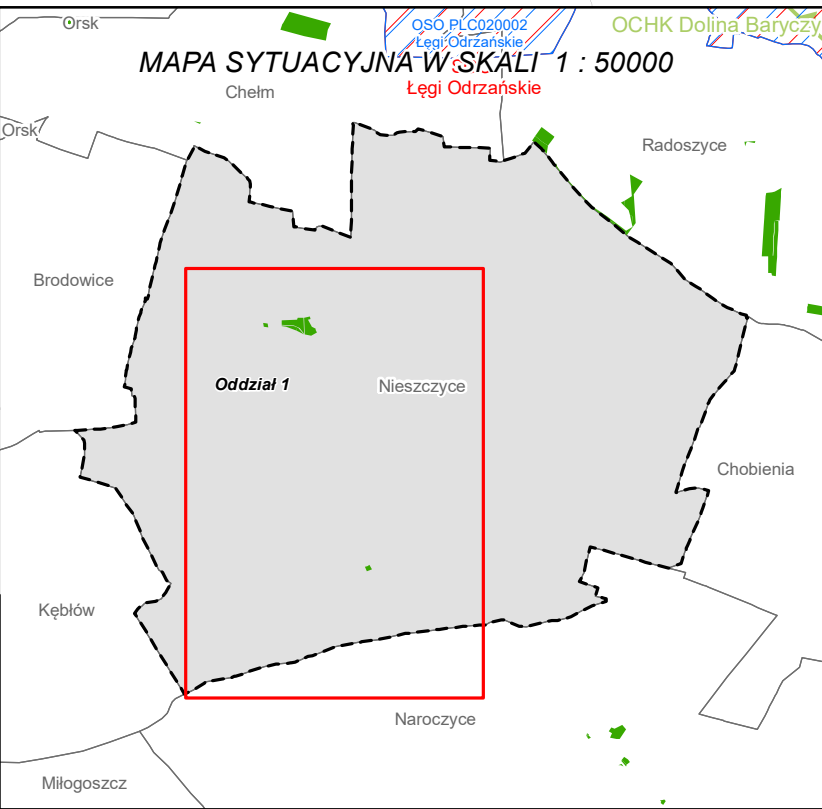 Orsk
OSO PLC020002
Łęgi Odrzańskie
OCHK Dolina Baryczy
MAPA SYTUACYJNA W SKALI 1 : 50000
Łęgi Odrzańskie
Chełm
Orsk
Radoszyce
Brodowice
Oddział 1
Nieszczyce
Chobienia
Kębłów
Naroczyce
Miłogoszcz